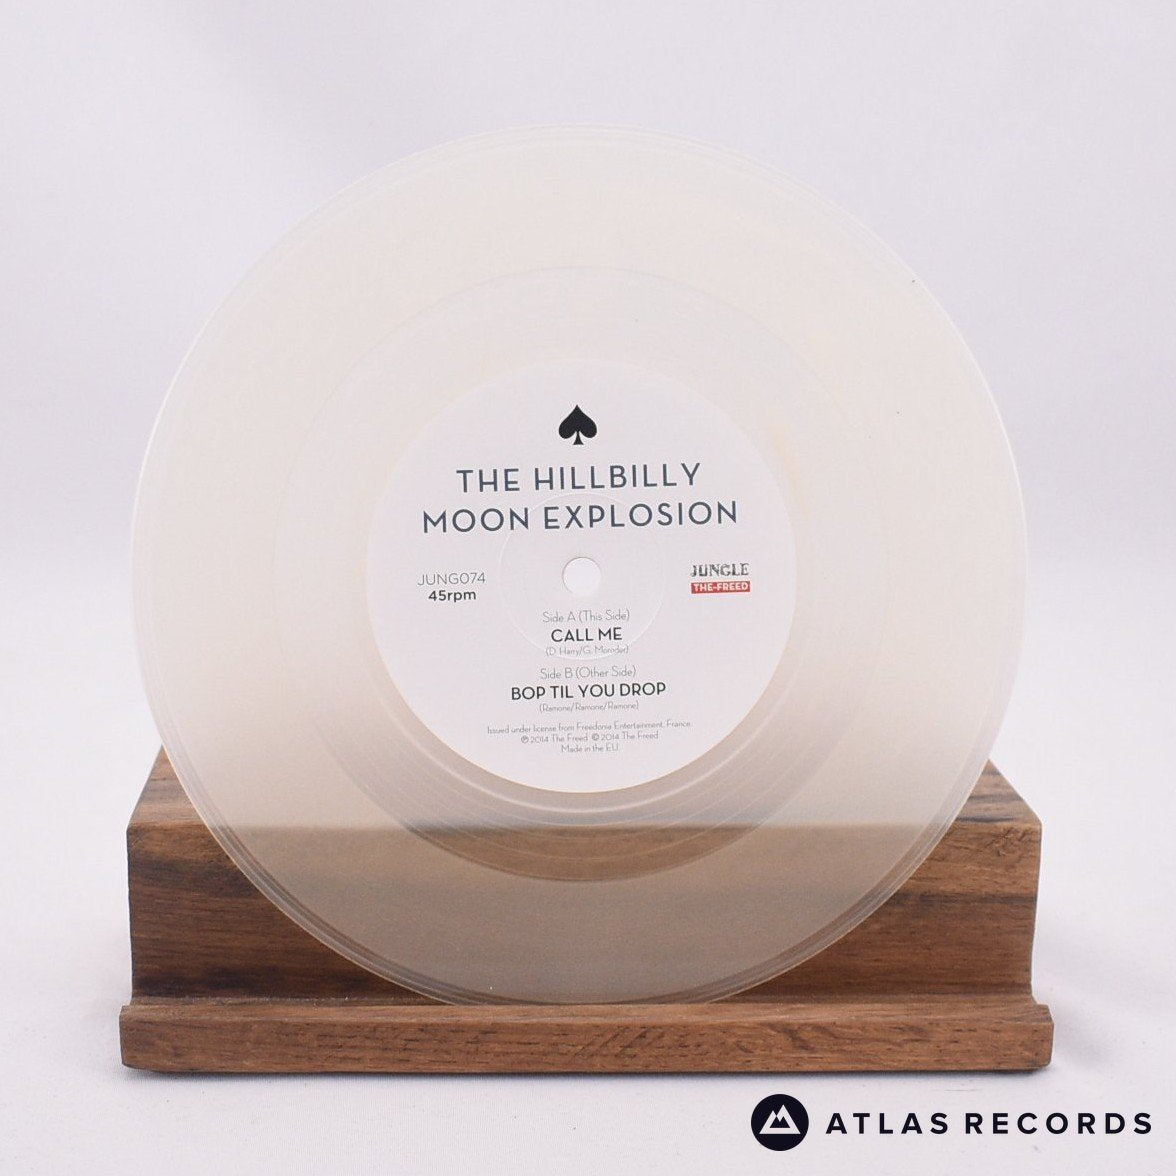 THE HILLBILLY
MOON EXPLOSION
JUNG074
45rpm
JUNGLE
THE-FREED
Side A (This Side)
CALL ME
(D. Harry/G. Moroder)
Side B (Other Side)
BOP TIL YOU DROP
(Ramone/Ramone/Ramone)
Issued under license from Freedonia Entertainment, France.
℗ 2014 The Freed © 2014 The Freed
Made in the EU.
ATLAS RECORDS